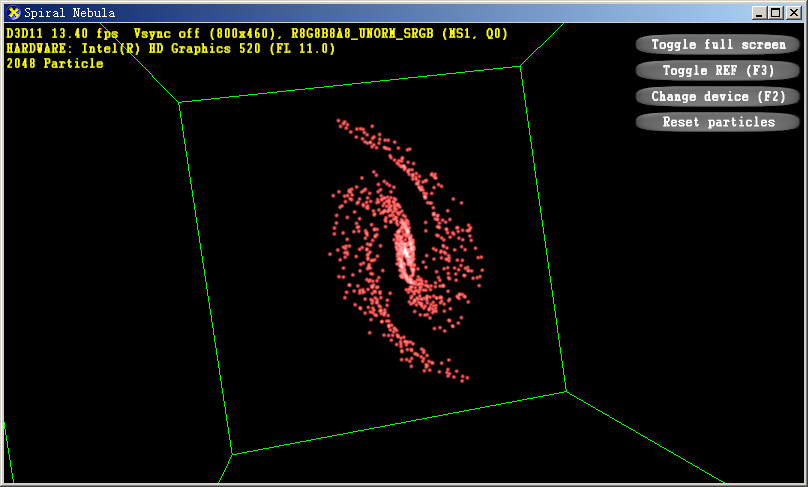 Spiral Nebula
D3D11 13.40 fps Vsync off (800x460), R8G8B8A8_UNORM_SRGB (MS1, Q0)
HARDWARE: Intel(R) HD Graphics 520 (FL 11.0)
2048 Particle
Toggle full screen
Toggle REF (F3)
Change device (F2)
Reset particles